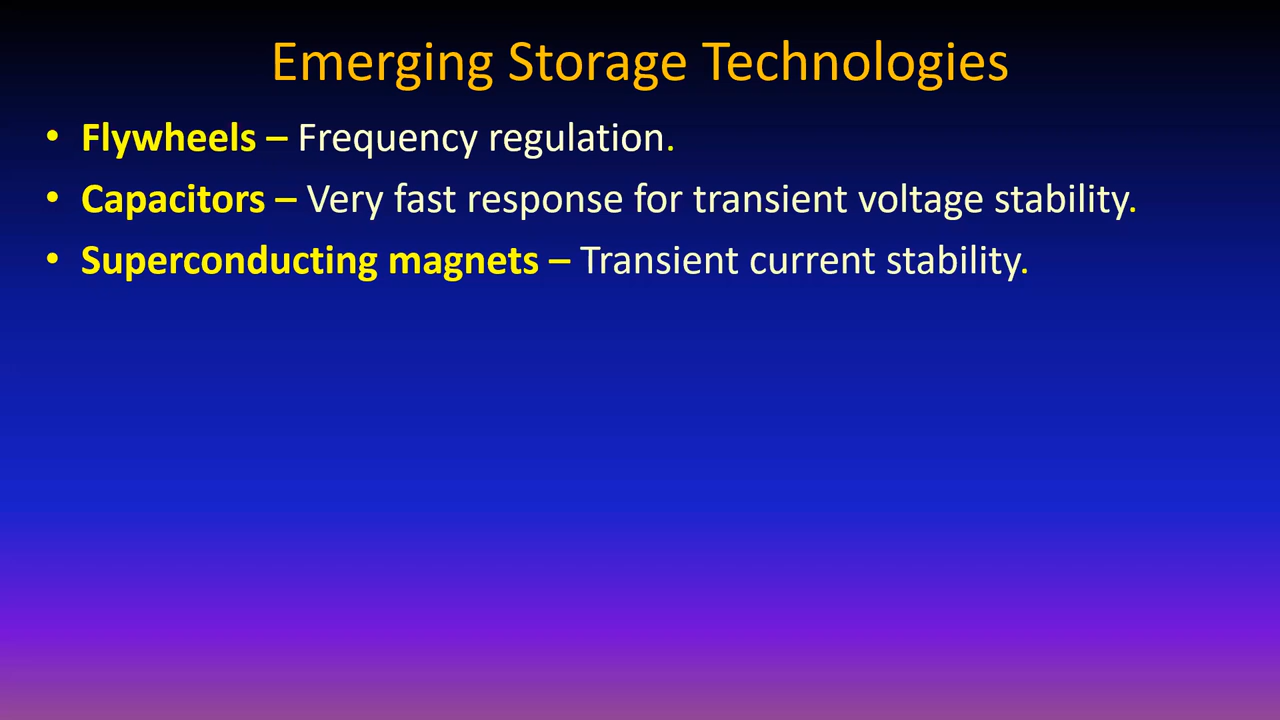 Emerging Storage Technologies
• Flywheels – Frequency regulation.
• Capacitors – Very fast response for transient voltage stability.
• Superconducting magnets – Transient current stability.